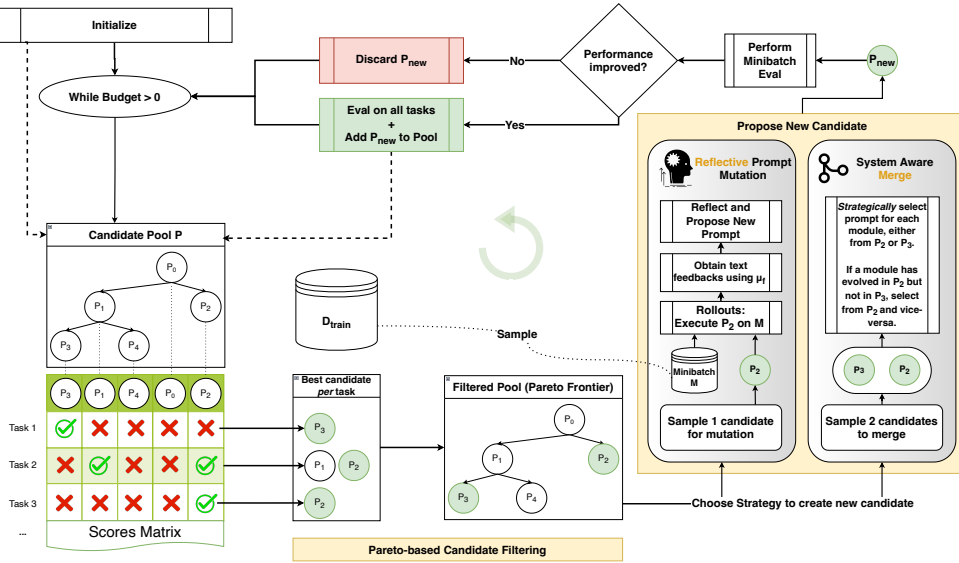 Initialize
While Budget > 0
Discard Pnew
Eval on all tasks
+
Add Pnew to Pool
No
Yes
Performance
improved?
Perform
Minibatch
Eval
Pnew
Propose New Candidate
Reflective Prompt
Mutation
Reflect and
Propose New
Prompt
Obtain text
feedbacks using μf
Rollouts:
Execute P2 on M
Minibatch
M
P2
Sample 1 candidate
for mutation
System Aware
Merge
Strategically select
prompt for each
module, either
from P2 or P3.
If a module has
evolved in P2 but
not in P3, select
from P2 and vice-
versa.
P3 P2
Sample 2 candidates
to merge
Candidate Pool P
P0
P1 P2
P3 P4
Dtrain
Sample
P3 P1 P4 P0 P2
Task 1
Task 2
Task 3
...
Scores Matrix
Best candidate
per task
P3
P1 P2
P2
Filtered Pool (Pareto Frontier)
P0
P1 P2
P3 P4
Choose Strategy to create new candidate
Pareto-based Candidate Filtering